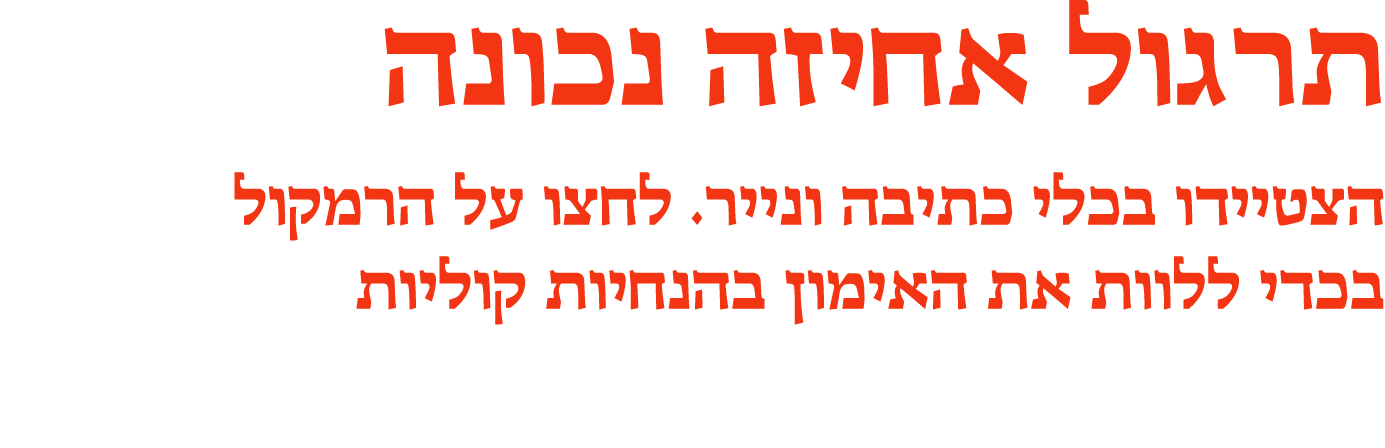 תרגול אחיזה נכונה
הצטיידו בכלי כתיבה ונייר. לחצו על הרמקול
בכדי ללוות את האימון בהנחיות קוליות